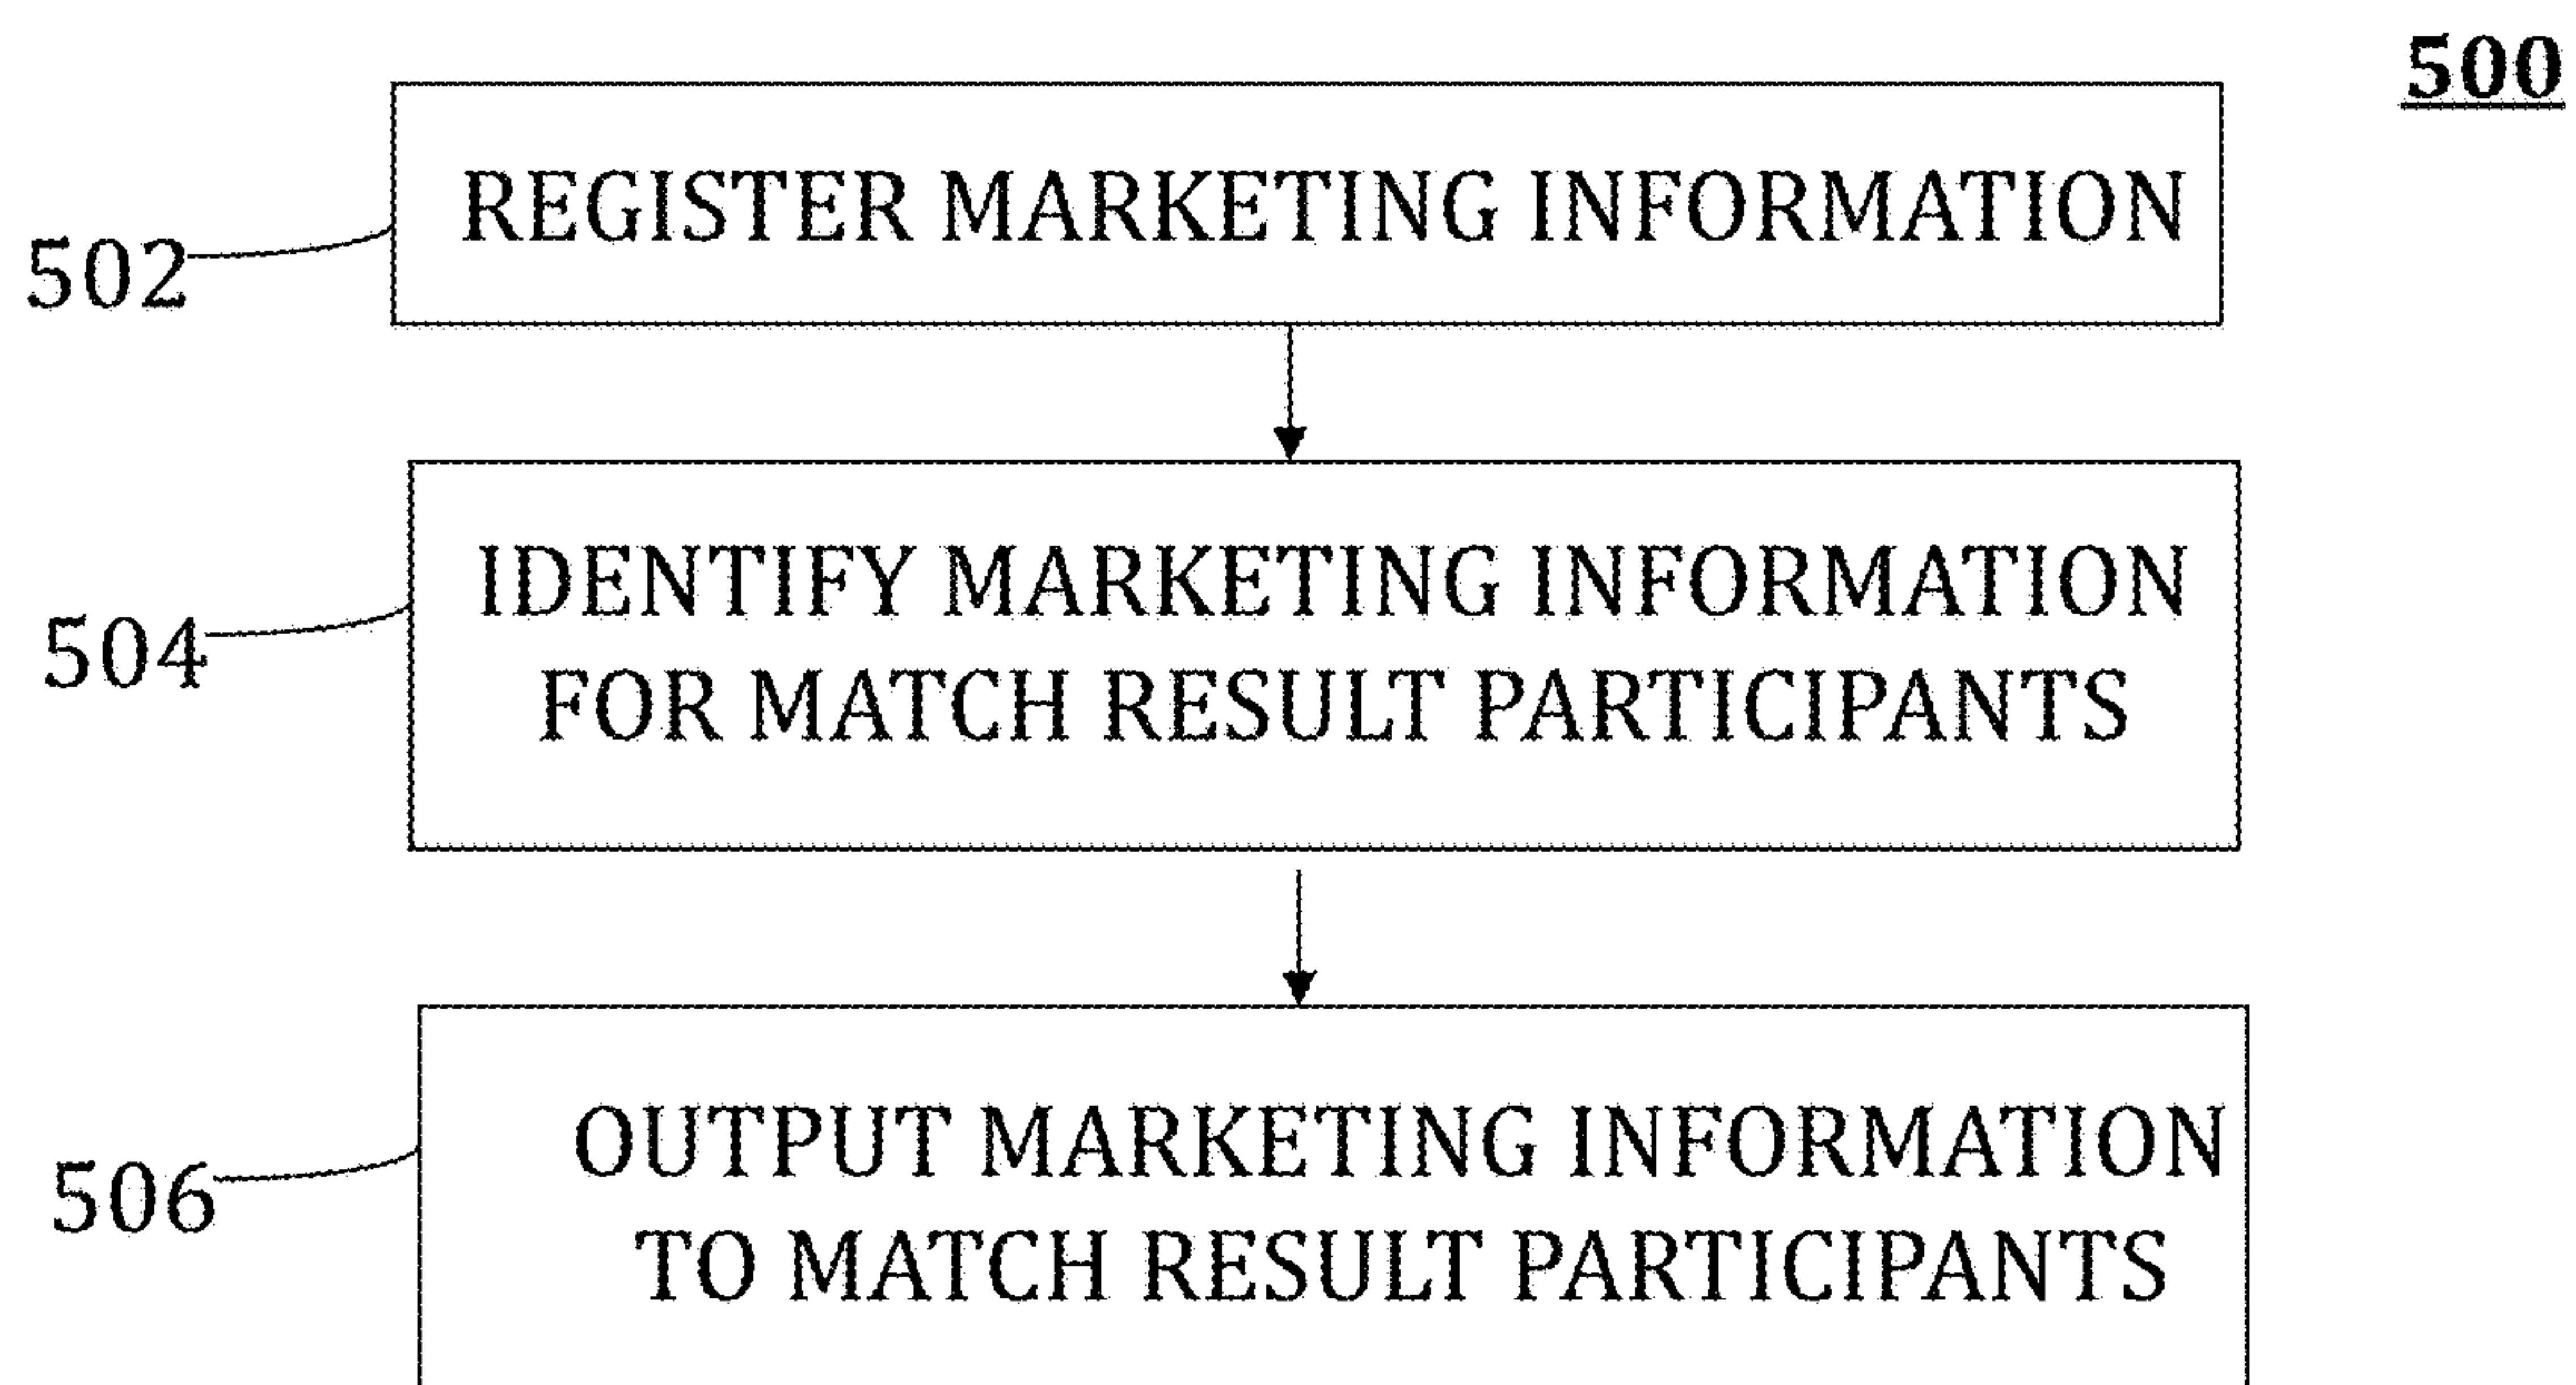 500
REGISTER MARKETING INFORMATION
502
IDENTIFY MARKETING INFORMATION
FOR MATCH RESULT PARTICIPANTS
504
OUTPUT MARKETING INFORMATION
TO MATCH RESULT PARTICIPANTS
506